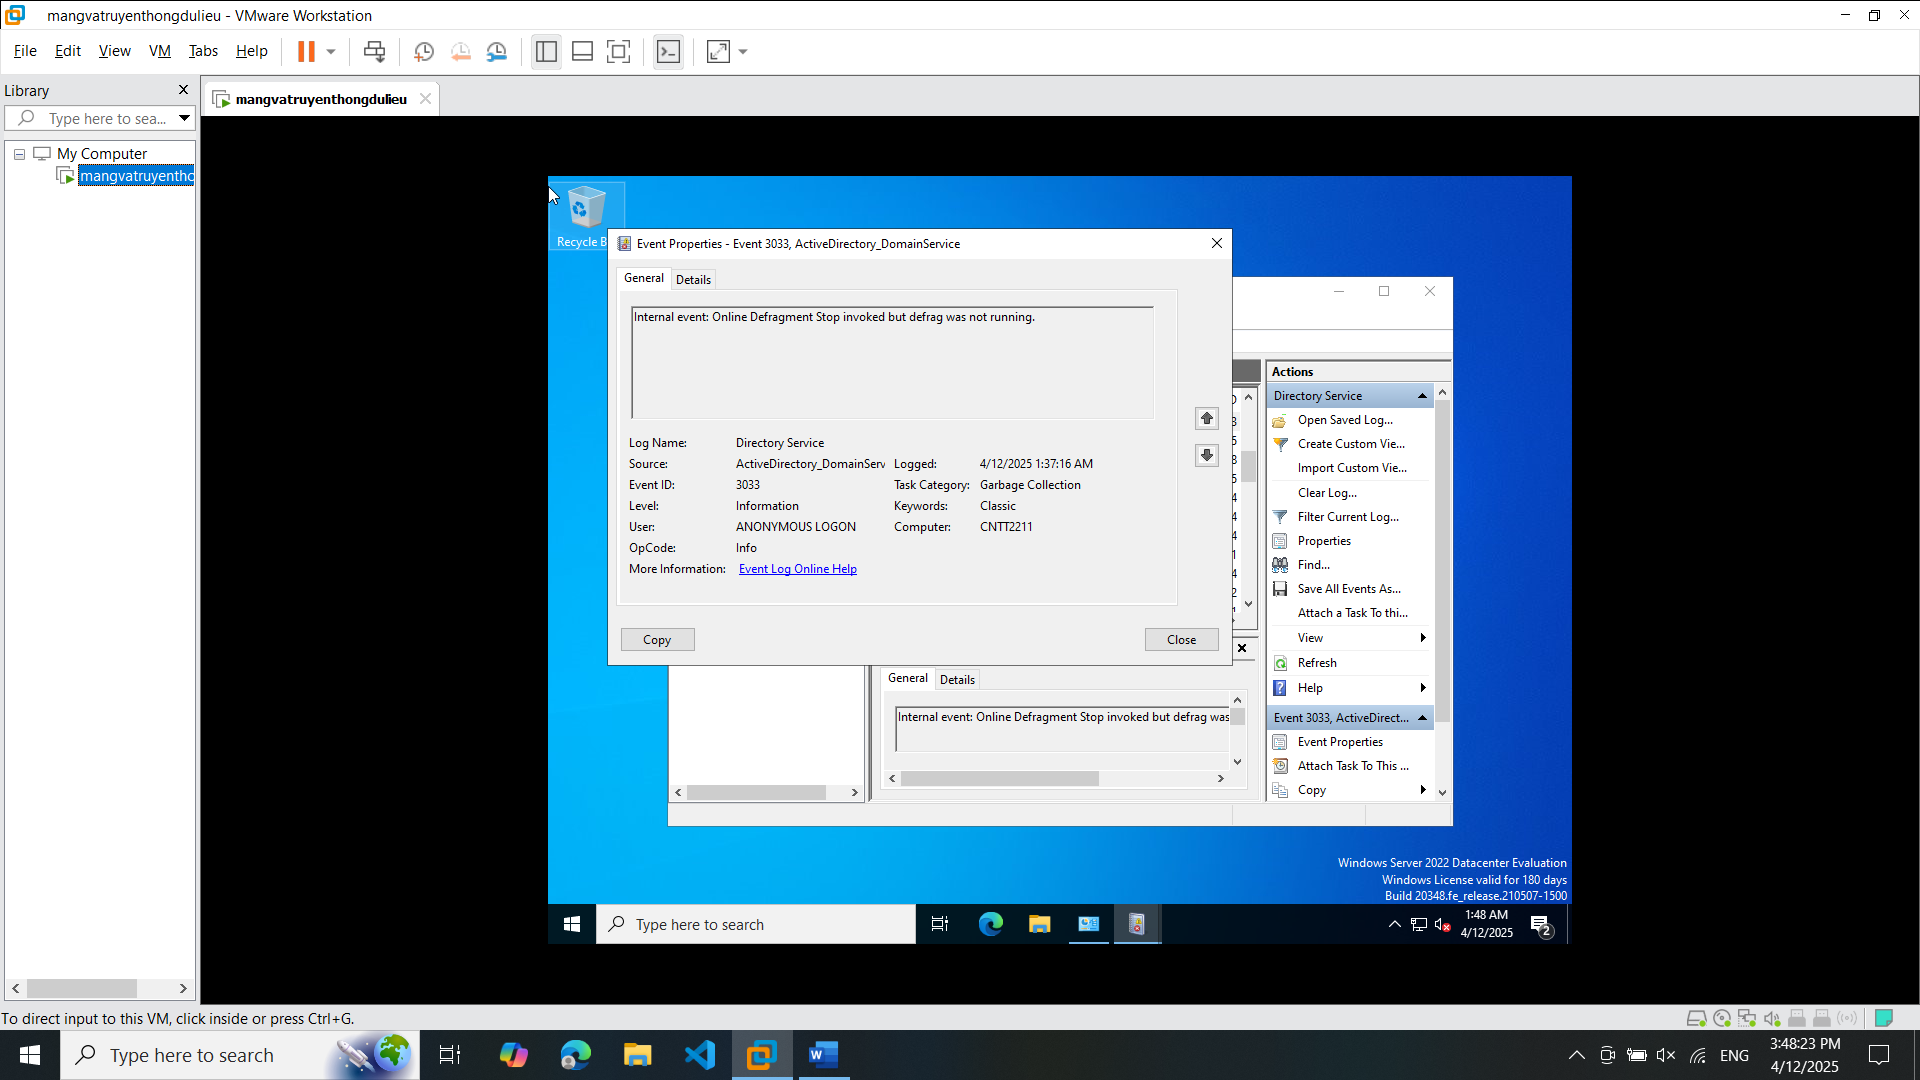 mangvatruyenthongdulieu - VMware Workstation
File Edit View VM Tabs Help
Library
Type here to sea...
My Computer
mangvatruyentho
mangvatruyenthongdulieu
Recycle B
Event Properties - Event 3033, ActiveDirectory_DomainService
General Details
Internal event: Online Defragment Stop invoked but defrag was not running.
Log Name: Directory Service
Source: ActiveDirectory_DomainServ Logged: 4/12/2025 1:37:16 AM
Event ID: 3033 Task Category: Garbage Collection
Level: Information Keywords: Classic
User: ANONYMOUS LOGON Computer: CNTT2211
OpCode: Info
More Information: Event Log Online Help
Copy Close
General Details
Internal event: Online Defragment Stop invoked but defrag was
Actions
Directory Service
Open Saved Log...
Create Custom Vie...
Import Custom Vie...
Clear Log...
Filter Current Log...
Properties
Find...
Save All Events As...
Attach a Task To thi...
View
Refresh
Help
Event 3033, ActiveDirect...
Event Properties
Attach Task To This ...
Copy
Windows Server 2022 Datacenter Evaluation
Windows License valid for 180 days
Build 20348.fe_release.210507-1500
Type here to search
1:48 AM
4/12/2025
2
To direct input to this VM, click inside or press Ctrl+G.
Type here to search
ENG
3:48:23 PM
4/12/2025